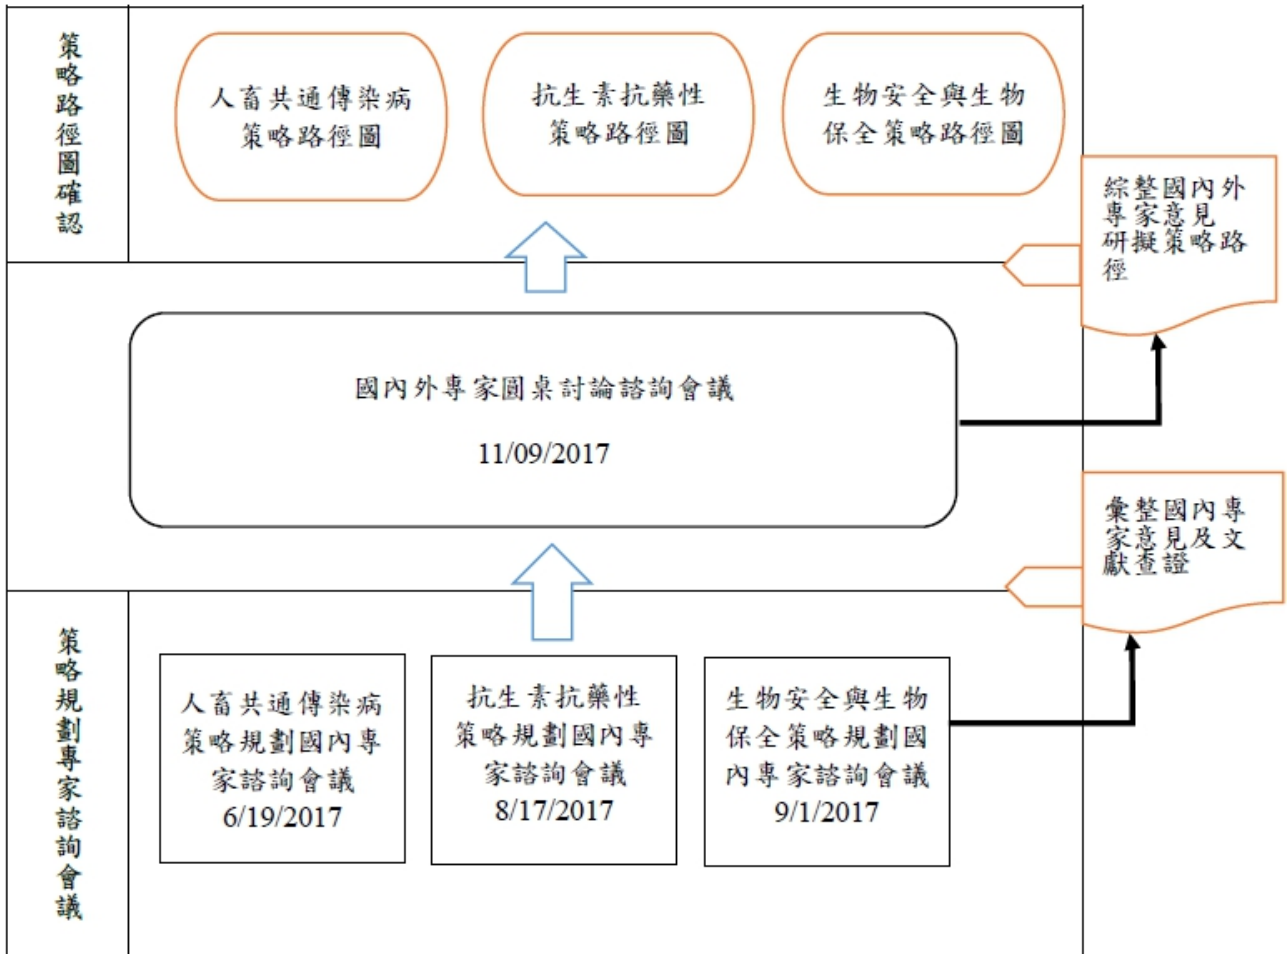 策略路徑圖確認
人畜共通傳染病
策略路徑圖
抗生素抗藥性
策略路徑圖
生物安全與生物
保全策略路徑圖
綜整國內外
專家意見
研擬策略路
徑
國內外專家圓桌討論諮詢會議
11/09/2017
彙整國內專
家意見及文
獻查證
策略規劃專家諮詢會議
人畜共通傳染病
策略規劃國內專
家諮詢會議
6/19/2017
抗生素抗藥性
策略規劃國內專
家諮詢會議
8/17/2017
生物安全與生物
保全策略規劃國
內專家諮詢會議
9/1/2017